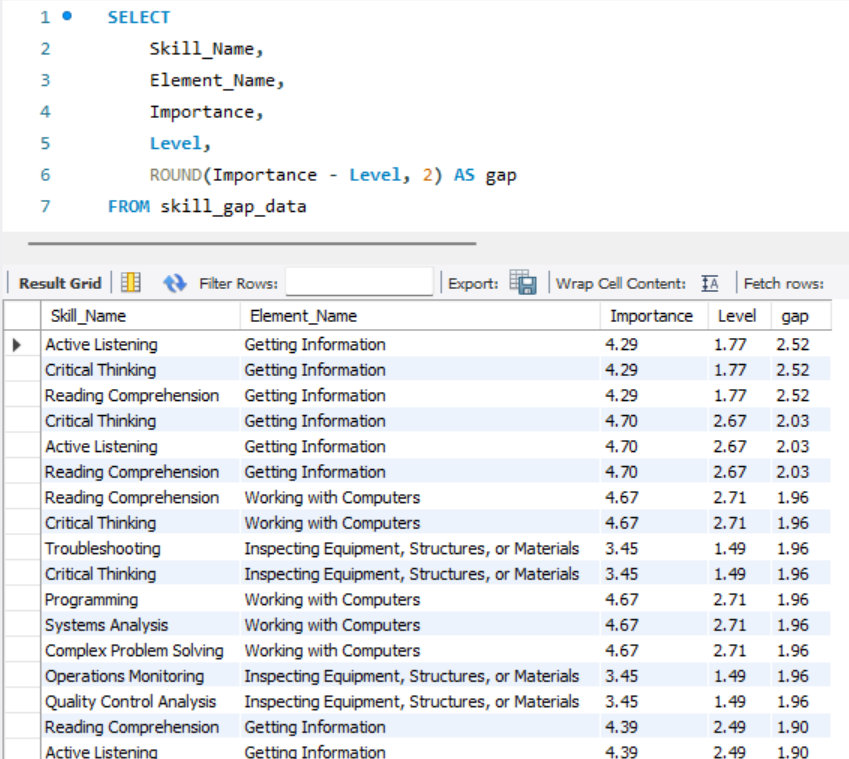 1 SELECT
2 Skill_Name,
3 Element_Name,
4 Importance,
5 Level,
6 ROUND(Importance - Level, 2) AS gap
7 FROM skill_gap_data
Result Grid Filter Rows: Export: Wrap Cell Content: Fetch rows:
Skill_Name Element_Name Importance Level gap
Active Listening Getting Information 4.29 1.77 2.52
Critical Thinking Getting Information 4.29 1.77 2.52
Reading Comprehension Getting Information 4.29 1.77 2.52
Critical Thinking Getting Information 4.70 2.67 2.03
Active Listening Getting Information 4.70 2.67 2.03
Reading Comprehension Getting Information 4.70 2.67 2.03
Reading Comprehension Working with Computers 4.67 2.71 1.96
Critical Thinking Working with Computers 4.67 2.71 1.96
Troubleshooting Inspecting Equipment, Structures, or Materials 3.45 1.49 1.96
Critical Thinking Inspecting Equipment, Structures, or Materials 3.45 1.49 1.96
Programming Working with Computers 4.67 2.71 1.96
Systems Analysis Working with Computers 4.67 2.71 1.96
Complex Problem Solving Working with Computers 4.67 2.71 1.96
Operations Monitoring Inspecting Equipment, Structures, or Materials 3.45 1.49 1.96
Quality Control Analysis Inspecting Equipment, Structures, or Materials 3.45 1.49 1.96
Reading Comprehension Getting Information 4.39 2.49 1.90
Active Listening Getting Information 4.39 2.49 1.90